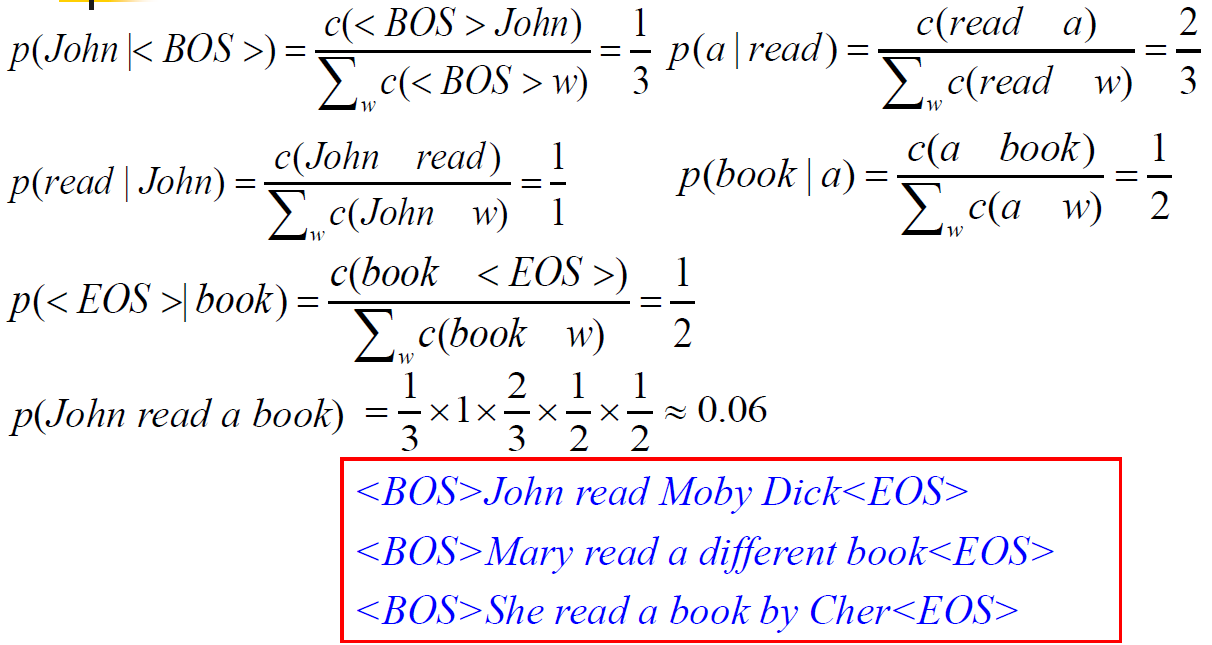 p(John |< BOS >) = c(< BOS > John) / ∑_w c(< BOS > w) = 1/3
p(a | read) = c(read a) / ∑_w c(read w) = 2/3
p(read | John) = c(John read) / ∑_w c(John w) = 1/1
p(book | a) = c(a book) / ∑_w c(a w) = 1/2
p(< EOS >| book) = c(book < EOS >) / ∑_w c(book w) = 1/2
p(John read a book) = 1/3 × 1 × 2/3 × 1/2 × 1/2 ≈ 0.06
<BOS>John read Moby Dick<EOS>
<BOS>Mary read a different book<EOS>
<BOS>She read a book by Cher<EOS>